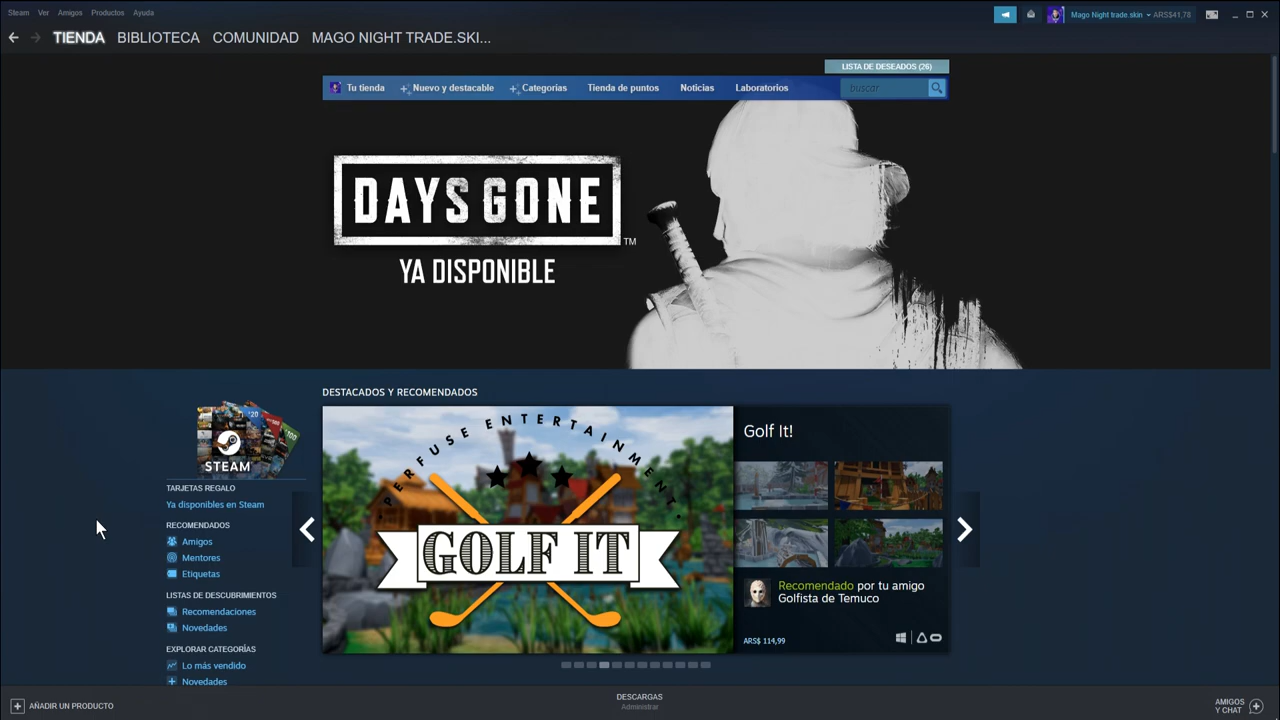 Steam Ver Amigos Productos Ayuda
Mago Night trade.skin ARS$41,78
TIENDA BIBLIOTECA COMUNIDAD MAGO NIGHT TRADE.SKI...
LISTA DE DESEADOS (26)
Tu tienda Nuevo y destacable Categorías Tienda de puntos Noticias Laboratorios buscar
DAYS GONE
TM
YA DISPONIBLE
DESTACADOS Y RECOMENDADOS
STEAM
TARJETAS REGALO
Ya disponibles en Steam
RECOMENDADOS
Amigos
Mentores
Etiquetas
LISTAS DE DESCUBRIMIENTOS
Recomendaciones
Novedades
EXPLORAR CATEGORÍAS
Lo más vendido
Novedades
PERFUSE ENTERTAINMENT
GOLF IT
Golf It!
Recomendado por tu amigo
Golfista de Temuco
ARS$ 114,99
AÑADIR UN PRODUCTO
DESCARGAS
Administrar
AMIGOS
Y CHAT